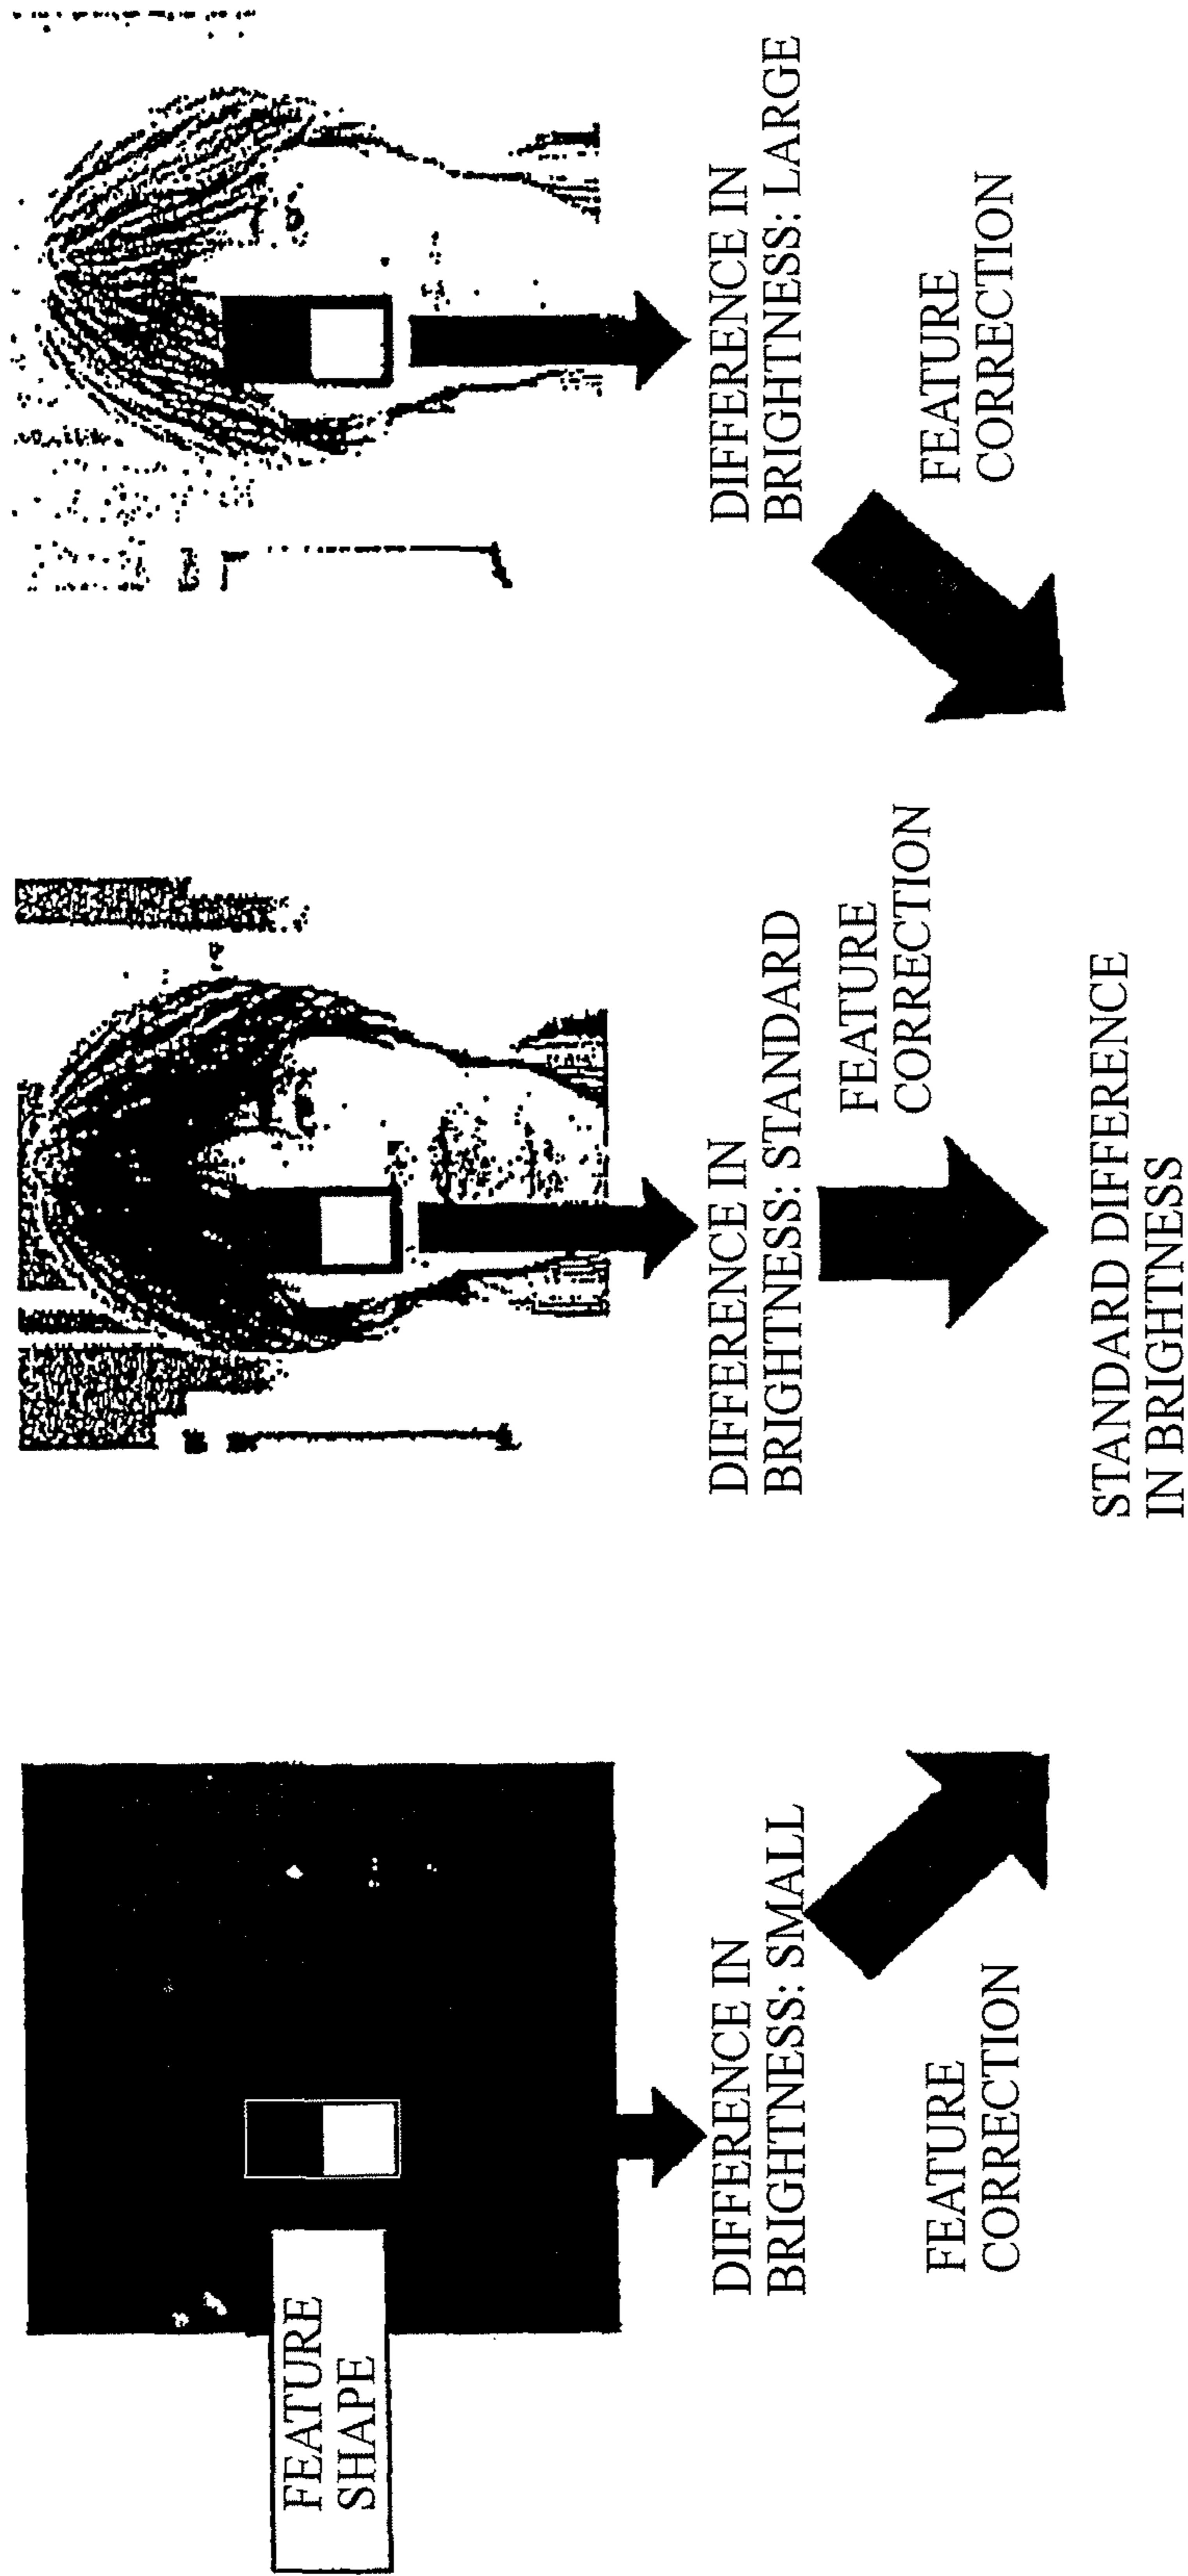 FEATURE
SHAPE
DIFFERENCE IN
BRIGHTNESS: SMALL
FEATURE
CORRECTION
DIFFERENCE IN
BRIGHTNESS: STANDARD
FEATURE
CORRECTION
STANDARD DIFFERENCE
IN BRIGHTNESS
DIFFERENCE IN
BRIGHTNESS: LARGE
FEATURE
CORRECTION